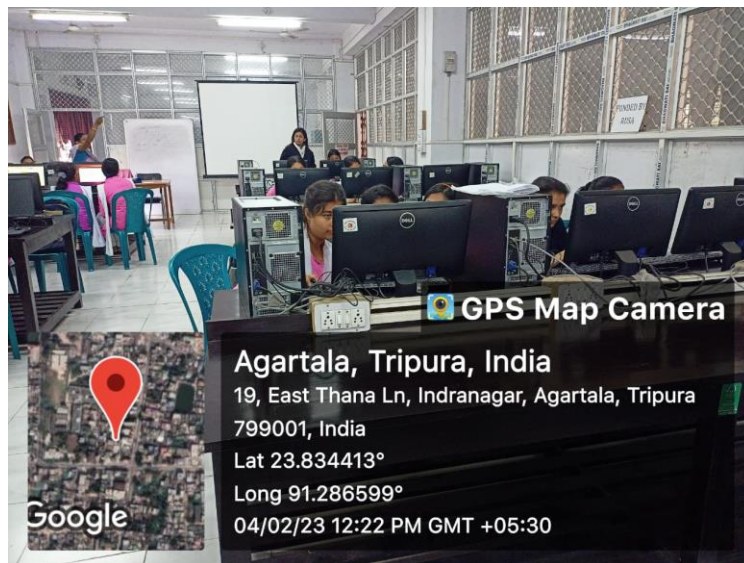 FUNDED BY
RUSA
DELL
DELL
DELL
GPS Map Camera
Agartala, Tripura, India
19, East Thana Ln, Indranagar, Agartala, Tripura
799001, India
Lat 23.834413°
Long 91.286599°
04/02/23 12:22 PM GMT +05:30
Google